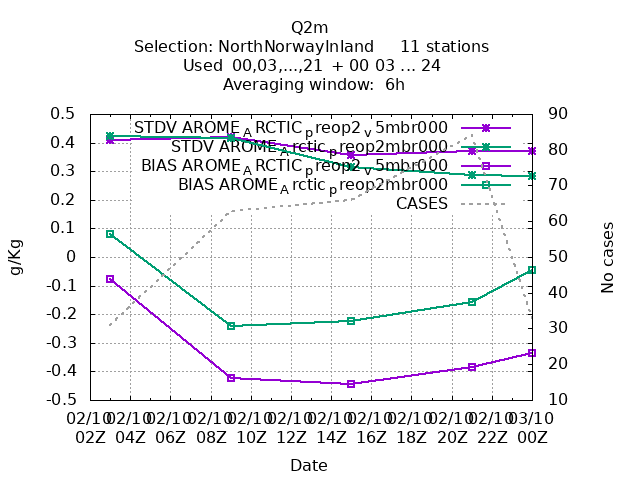 Q2m
Selection: NorthNorwayInland 11 stations
Used 00,03,...,21 + 00 03 ... 24
Averaging window: 6h
0.5
0.4
0.3
0.2
0.1
0
-0.1
-0.2
-0.3
-0.4
-0.5
g/Kg
90
80
70
60
50
40
30
20
10
No cases
STDV AROME_ARCTIC_preop2_v5mbr000
STDV AROME_Arctic_preop2mbr000
BIAS AROME_ARCTIC_preop2_v5mbr000
BIAS AROME_Arctic_preop2mbr000
CASES
02/10 02/10 02/10 02/10 02/10 02/10 02/10 02/10 02/10 02/10 02/10 03/10
02Z 04Z 06Z 08Z 10Z 12Z 14Z 16Z 18Z 20Z 22Z 00Z
Date